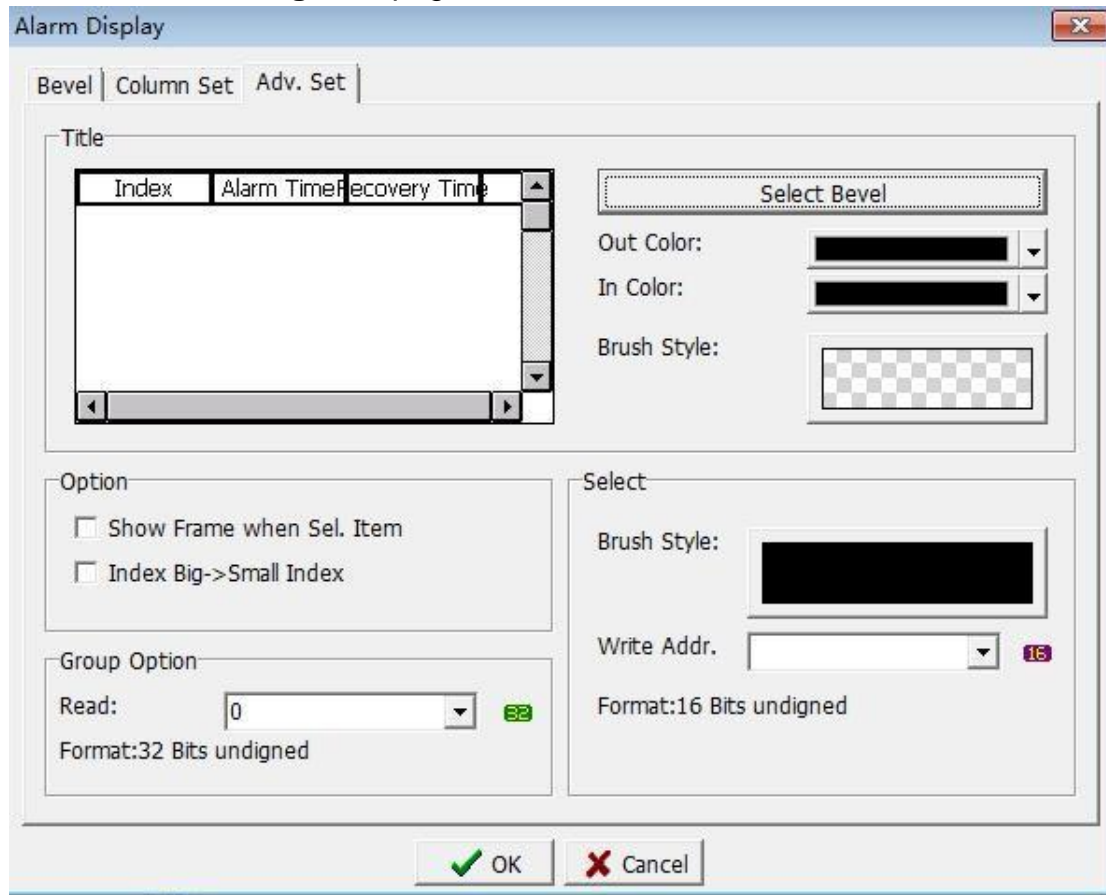 Alarm Display
Bevel Column Set Adv. Set
Title
Index Alarm Time Recovery Time
Select Bevel
Out Color:
In Color:
Brush Style:
Option
Show Frame when Sel. Item
Index Big->Small Index
Select
Brush Style:
Write Addr. 16
Format:16 Bits undigned
Group Option
Read: 0 32
Format:32 Bits undigned
OK Cancel